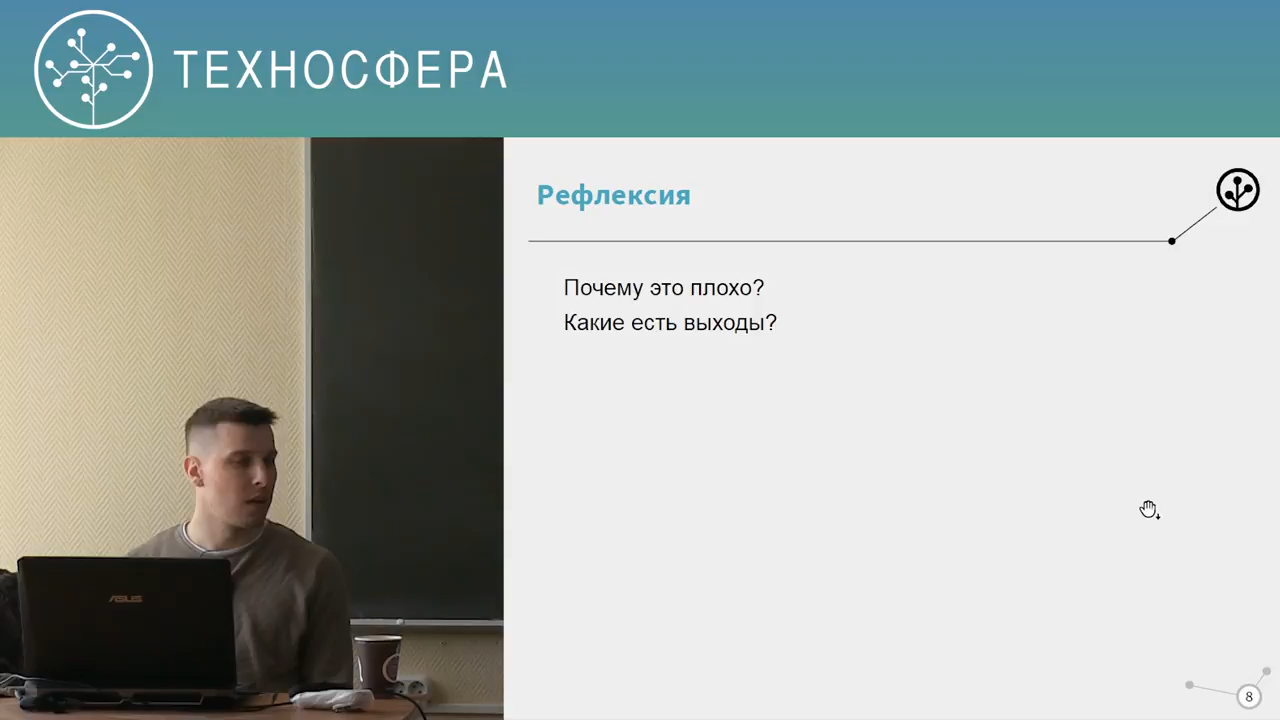 ТЕХНОСФЕРА
Рефлексия
Почему это плохо?
Какие есть выходы?
ASUS
8